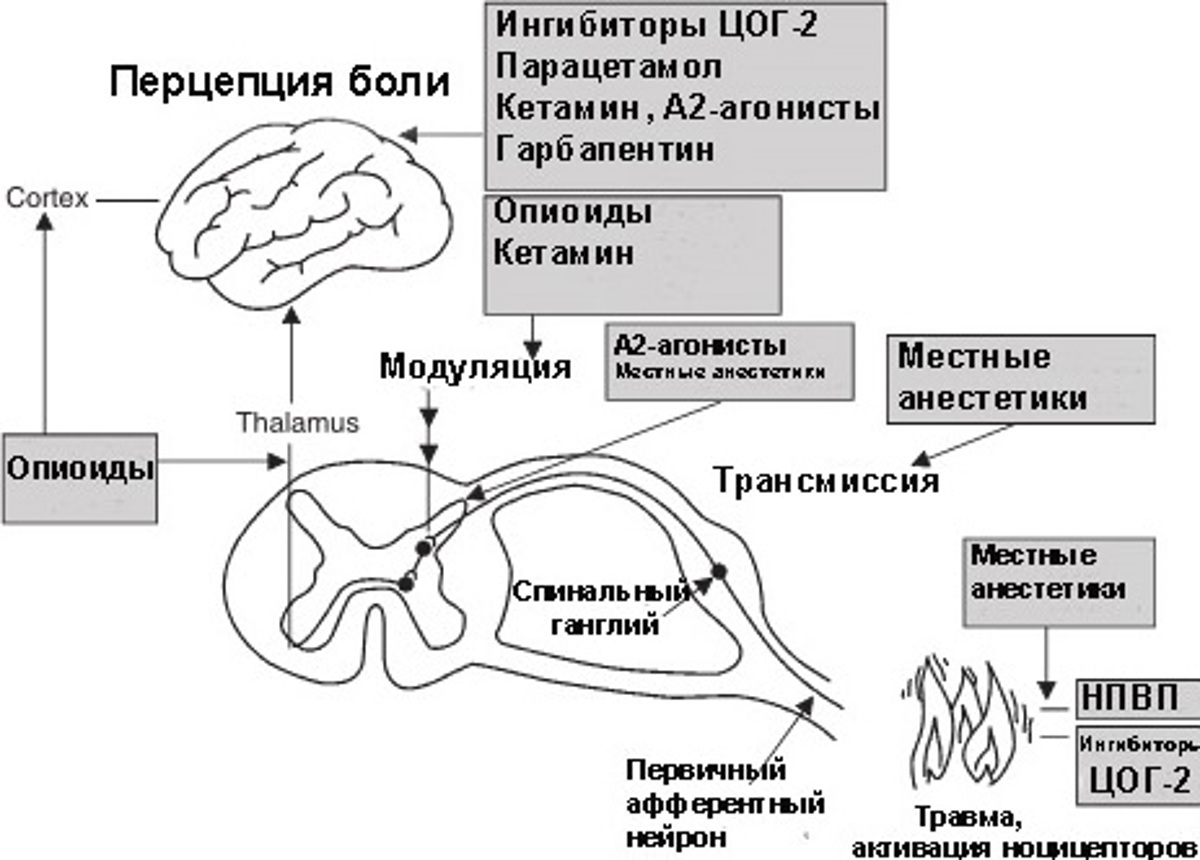 Ингибиторы ЦОГ-2
Парацетамол
Кетамин, А2-агонисты
Гарбапентин
Перцепция боли
Cortex
Опиоиды
Кетамин
А2-агонисты
Местные анестетики
Местные
анестетики
Модуляция
Thalamus
Опиоиды
Трансмиссия
Местные
анестетики
Спинальный
ганглий
НПВП
Ингибиторы
ЦОГ-2
Первичный
афферентный
нейрон
Травма,
активация ноцицепторов